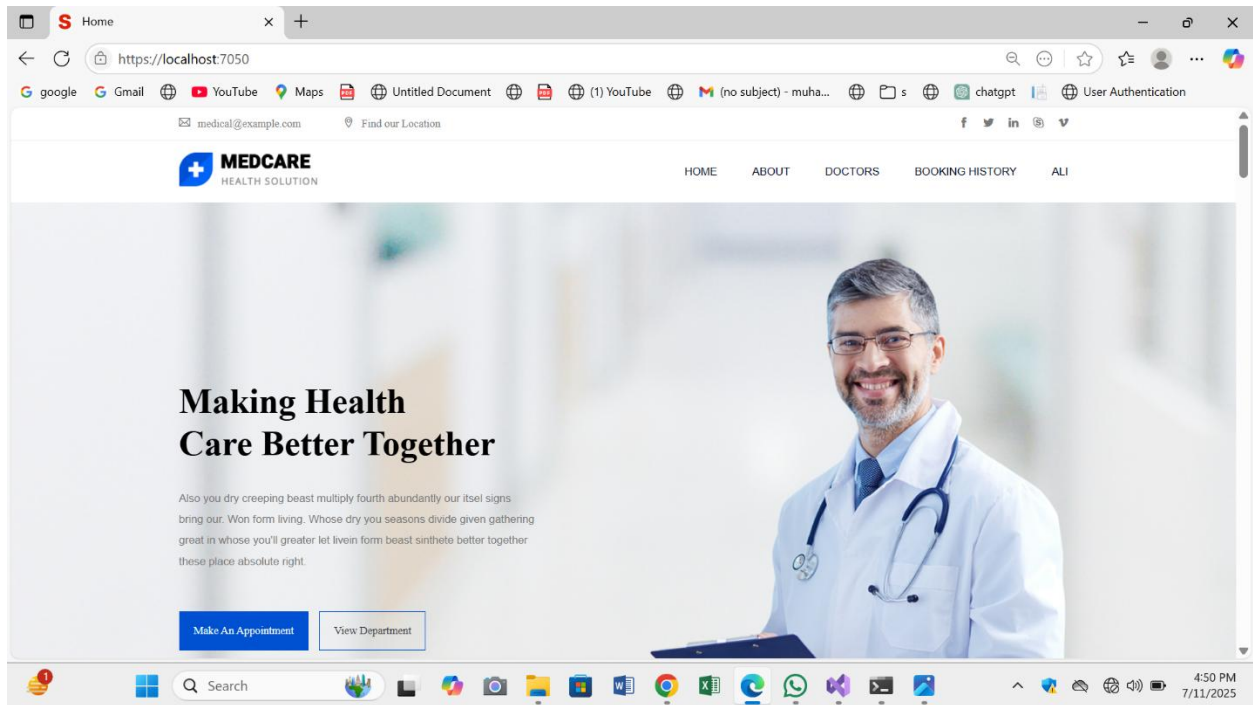 S Home
https://localhost:7050
google Gmail YouTube Maps Untitled Document (1) YouTube (no subject) - muha... s chatgpt User Authentication
medical@example.com Find our Location
MEDCARE
HEALTH SOLUTION
HOME ABOUT DOCTORS BOOKING HISTORY ALI
Making Health
Care Better Together
Also you dry creeping beast multiply fourth abundantly our itsel signs
bring our. Won form living. Whose dry you seasons divide given gathering
great in whose you'll greater let livein form beast sinthete better together
these place absolute right.
Make An Appointment View Department
Search
4:50 PM
7/11/2025